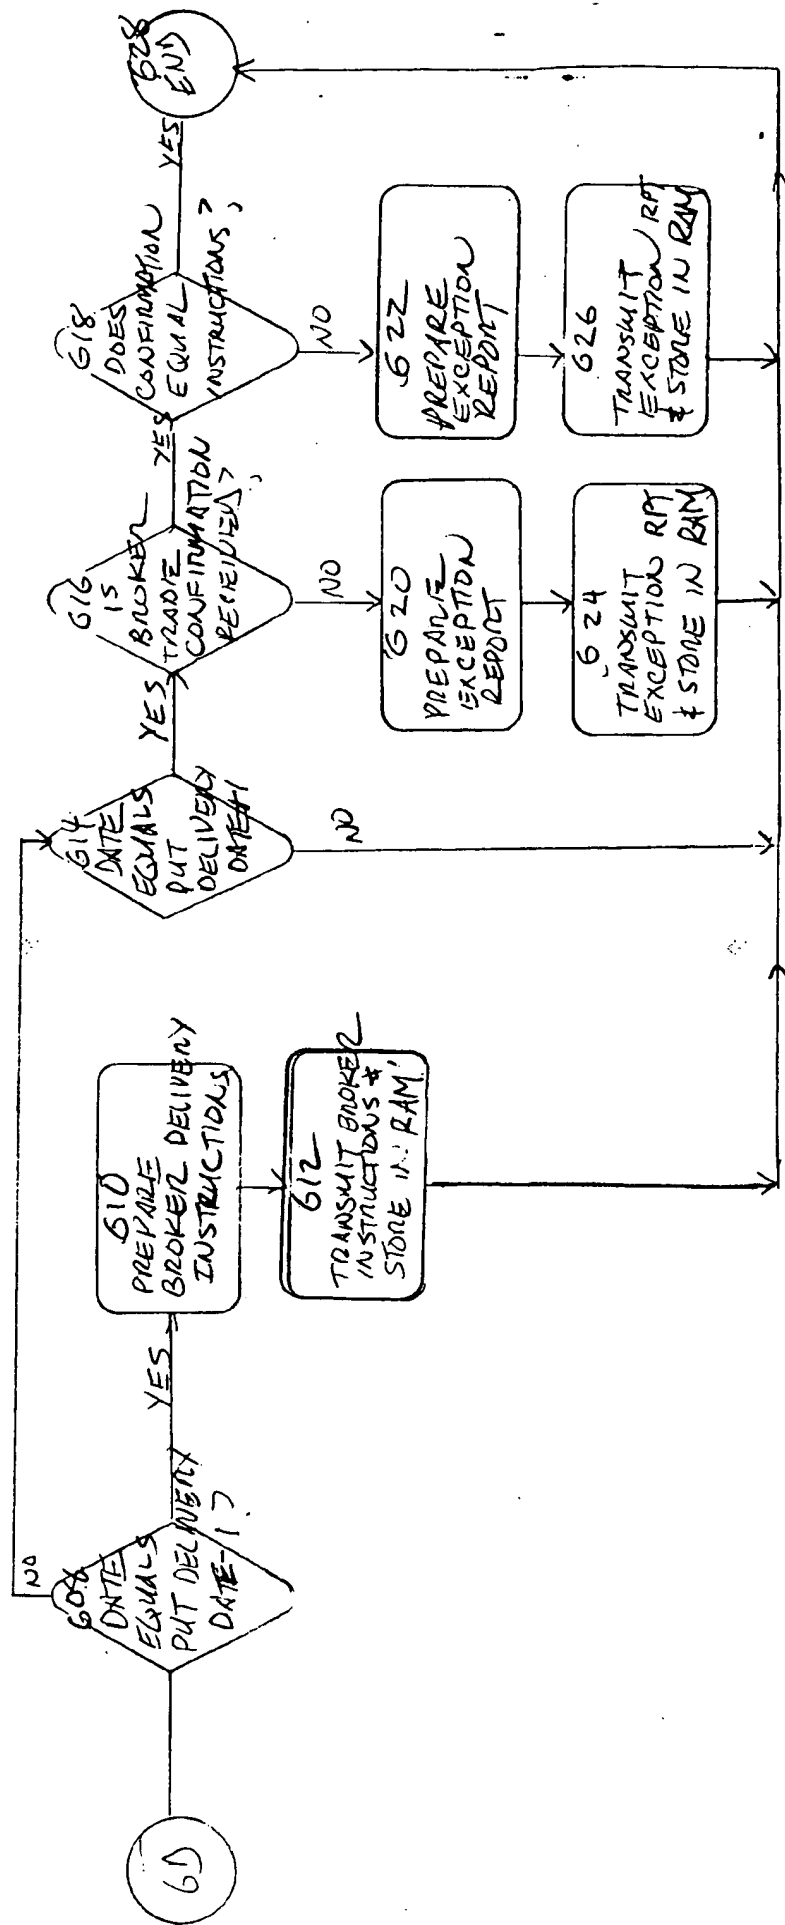 6D
608
DATE
EQUALS
PUT DELIVERY
DATE-1?
NO
YES
610
PREPARE
BROKER DELIVERY
INSTRUCTIONS
612
TRANSMIT BROKER
INSTRUCTIONS &
STORE IN RAM
614
DATE
EQUALS
PUT
DELIVERY
DATE+1
YES
NO
616
IS
BROKER
TRADE
CONFIRMATION
RECEIVED?
YES
NO
620
PREPARE
EXCEPTION
REPORT
624
TRANSMIT
EXCEPTION RPT
& STORE IN RAM
618
DOES
CONFIRMATION
EQUAL
INSTRUCTIONS?
YES
NO
622
PREPARE
EXCEPTION
REPORT
626
TRANSMIT
EXCEPTION RPT
& STORE IN RAM
628
END